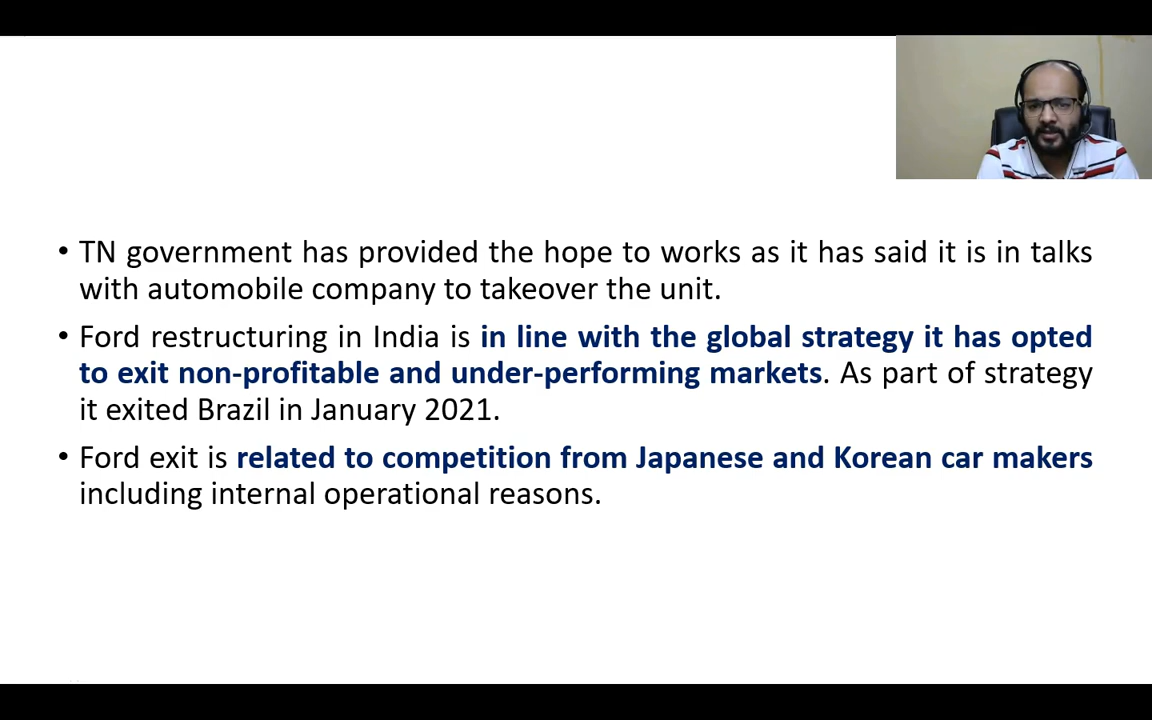 • TN government has provided the hope to works as it has said it is in talks
with automobile company to takeover the unit.
• Ford restructuring in India is in line with the global strategy it has opted
to exit non-profitable and under-performing markets. As part of strategy
it exited Brazil in January 2021.
• Ford exit is related to competition from Japanese and Korean car makers
including internal operational reasons.